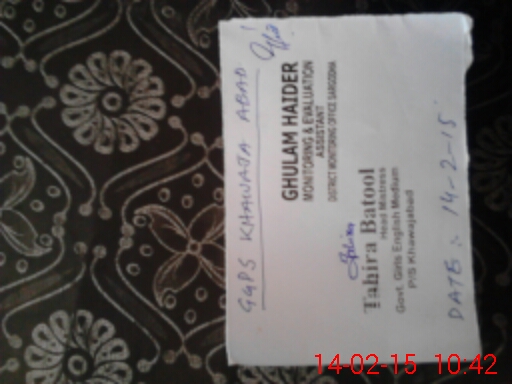 GGPS KHAWAJA ABAD
GHULAM HAIDER
MONITORING & EVALUATION
ASSISTANT
DISTRICT MONITORING OFFICE SARGODHA
Tahira Batool
Head Mistress
Govt. Girls English Medium
P/S Khawajabad
DATE: 14-2-15
14-02-15 10:42